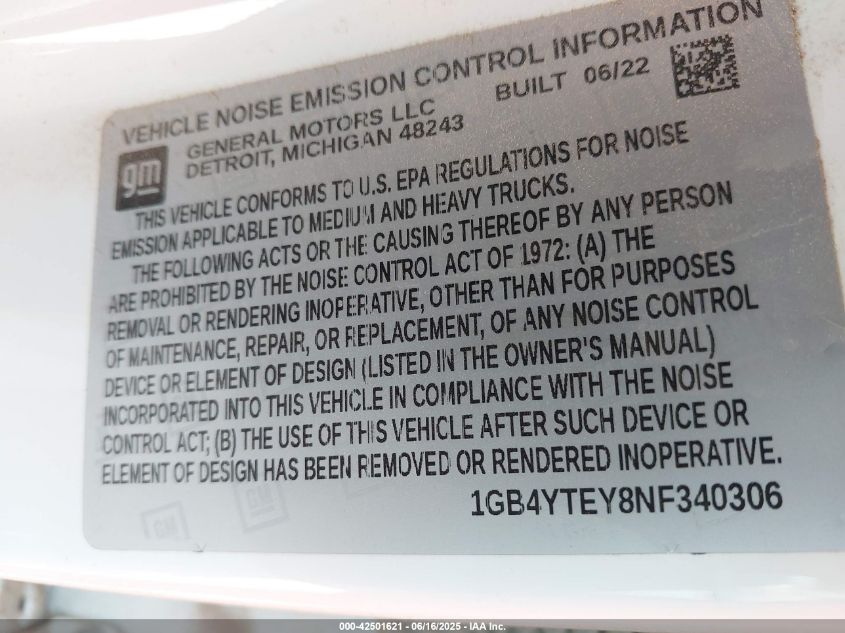 VEHICLE NOISE EMISSION CONTROL INFORMATION
GENERAL MOTORS LLC BUILT 06/22
DETROIT, MICHIGAN 48243
gm
THIS VEHICLE CONFORMS TO U.S. EPA REGULATIONS FOR NOISE
EMISSION APPLICABLE TO MEDIUM AND HEAVY TRUCKS.
THE FOLLOWING ACTS OR THE CAUSING THEREOF BY ANY PERSON
ARE PROHIBITED BY THE NOISE CONTROL ACT OF 1972: (A) THE
REMOVAL OR RENDERING INOPERATIVE, OTHER THAN FOR PURPOSES
OF MAINTENANCE, REPAIR, OR REPLACEMENT, OF ANY NOISE CONTROL
DEVICE OR ELEMENT OF DESIGN (LISTED IN THE OWNER'S MANUAL)
INCORPORATED INTO THIS VEHICLE IN COMPLIANCE WITH THE NOISE
CONTROL ACT; (B) THE USE OF THIS VEHICLE AFTER SUCH DEVICE OR
ELEMENT OF DESIGN HAS BEEN REMOVED OR RENDERED INOPERATIVE.
1GB4YTEY8NF340306
GM GM
000-42501621 - 06/16/2025 - IAA Inc.